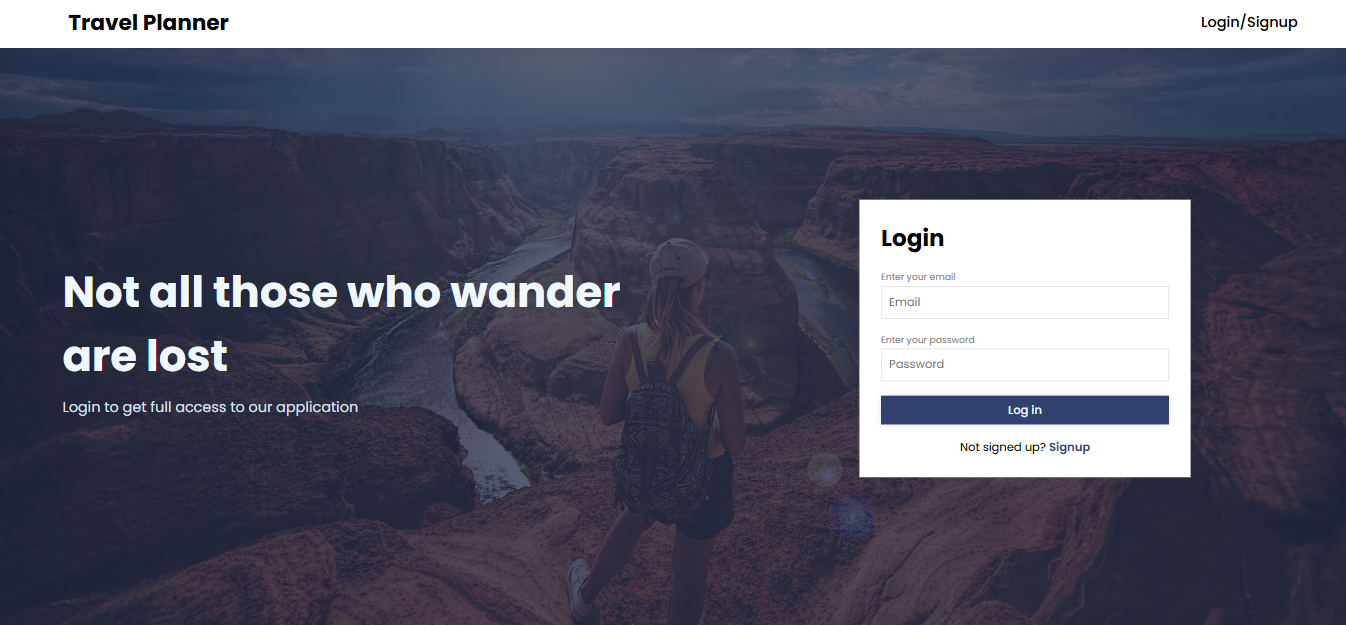 Travel Planner
Login/Signup
Not all those who wander
are lost
Login to get full access to our application
Login
Enter your email
Email
Enter your password
Password
Log in
Not signed up? Signup